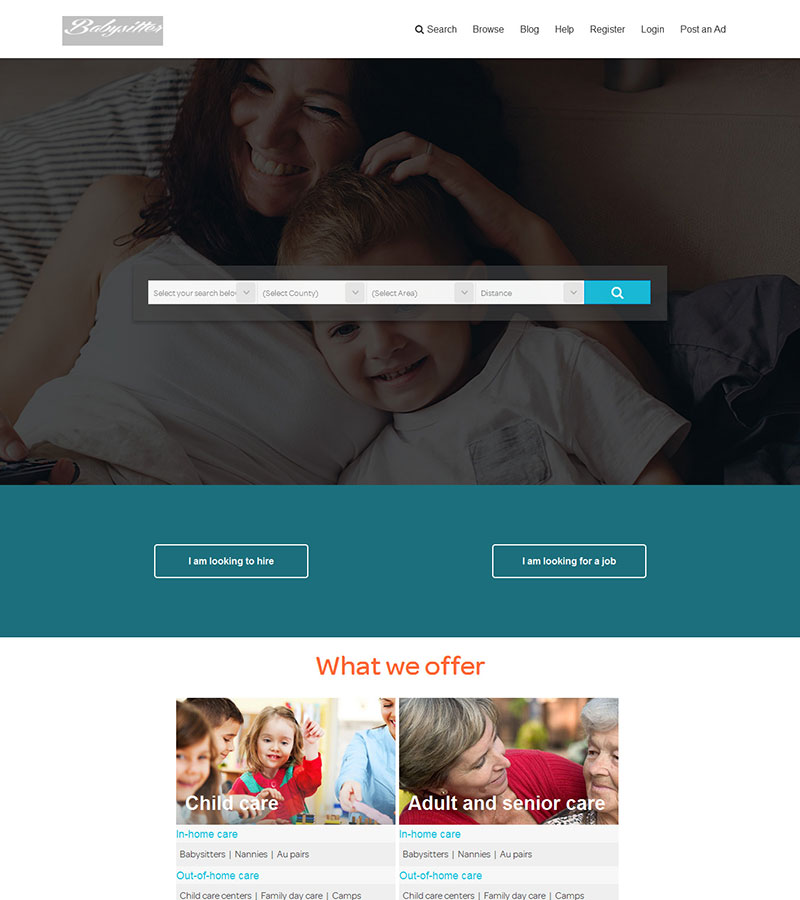 Babysitter
Search Browse Blog Help Register Login Post an Ad
Select your search belov (Select County) (Select Area) Distance
I am looking to hire I am looking for a job
What we offer
Child care Adult and senior care
In-home care In-home care
Babysitters | Nannies | Au pairs Babysitters | Nannies | Au pairs
Out-of-home care Out-of-home care
Child care centers | Family day care | Camps Child care centers | Family day care | Camps